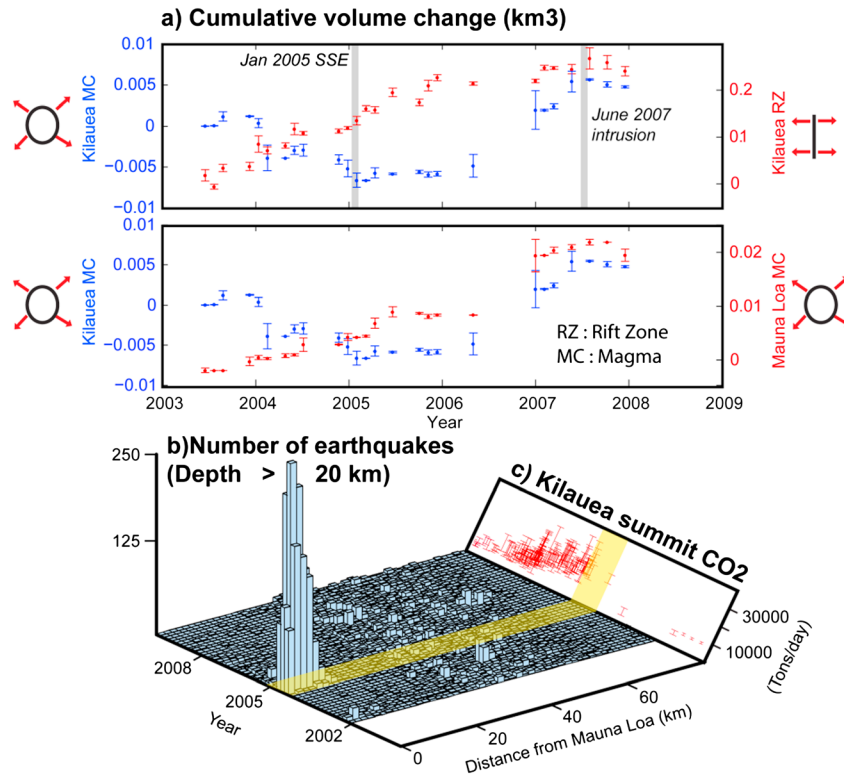 a) Cumulative volume change (km3)
0.01
0.005
0
−0.005
−0.01
Kilauea MC
Jan 2005 SSE
June 2007
intrusion
0.2
0.1
0
Kilauea RZ
0.01
0.005
0
−0.005
−0.01
Kilauea MC
RZ : Rift Zone
MC : Magma
0.02
0.01
0
Mauna Loa MC
2003 2004 2005 2006 2007 2008 2009
Year
b)Number of earthquakes
(Depth > 20 km)
250
125
2008
2005
2002
Year
0
20
40
60
Distance from Mauna Loa (km)
c) Kilauea summit CO2
30000
10000
(Tons/day)